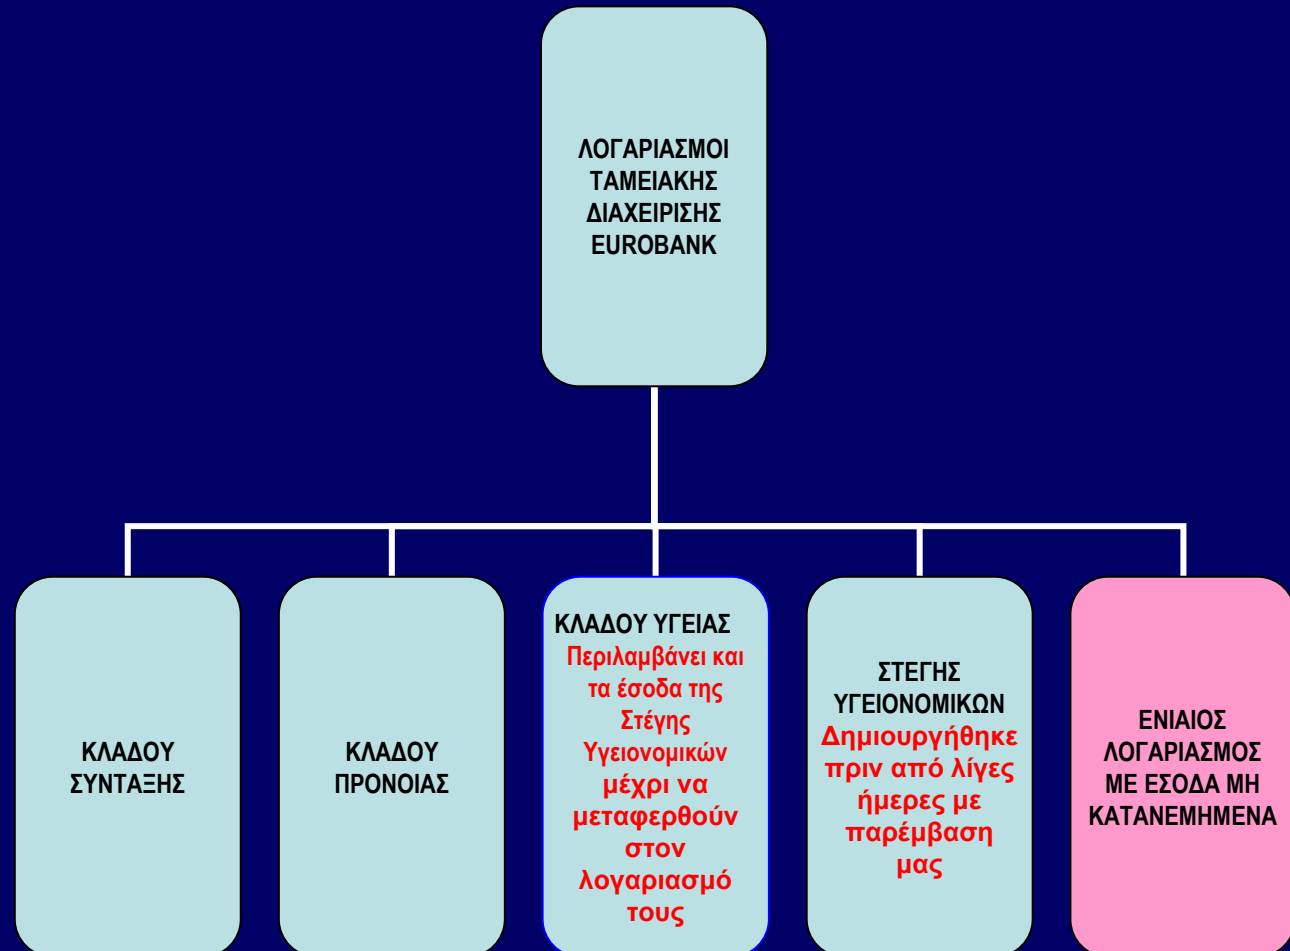 ΛΟΓΑΡΙΑΣΜΟΙ
ΤΑΜΕΙΑΚΗΣ
ΔΙΑΧΕΙΡΙΣΗΣ
EUROBANK
ΚΛΑΔΟΥ
ΣΥΝΤΑΞΗΣ
ΚΛΑΔΟΥ
ΠΡΟΝΟΙΑΣ
ΚΛΑΔΟΥ ΥΓΕΙΑΣ
Περιλαμβάνει και
τα έσοδα της
Στέγης
Υγειονομικών
μέχρι να
μεταφερθούν
στον
λογαριασμό
τους
ΣΤΕΓΗΣ
ΥΓΕΙΟΝΟΜΙΚΩΝ
Δημιουργήθηκε
πριν από λίγες
ήμερες με
παρέμβαση
μας
ΕΝΙΑΙΟΣ
ΛΟΓΑΡΙΑΣΜΟΣ
ΜΕ ΕΣΟΔΑ ΜΗ
ΚΑΤΑΝΕΜΗΜΕΝΑ